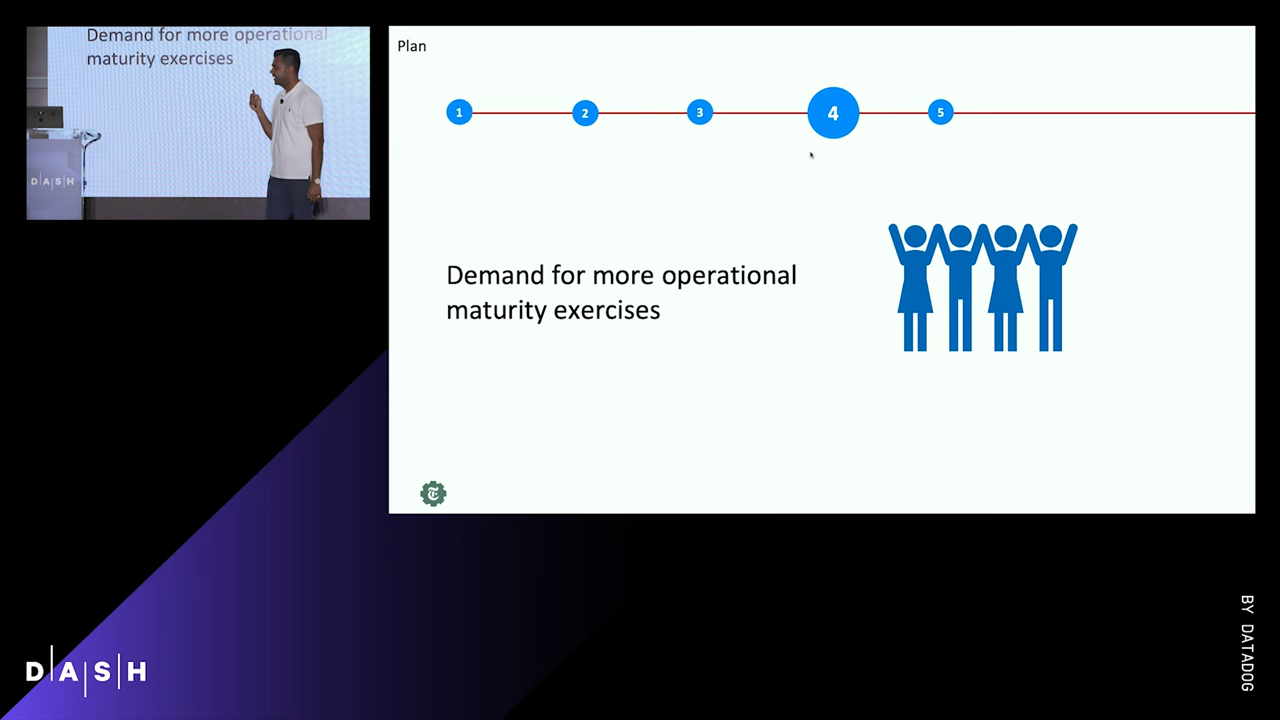 Demand for more operational
maturity exercises
D|A|S|H
Plan
1
2
3
4
5
Demand for more operational
maturity exercises
T
D|A|S|H
BY DATADOG